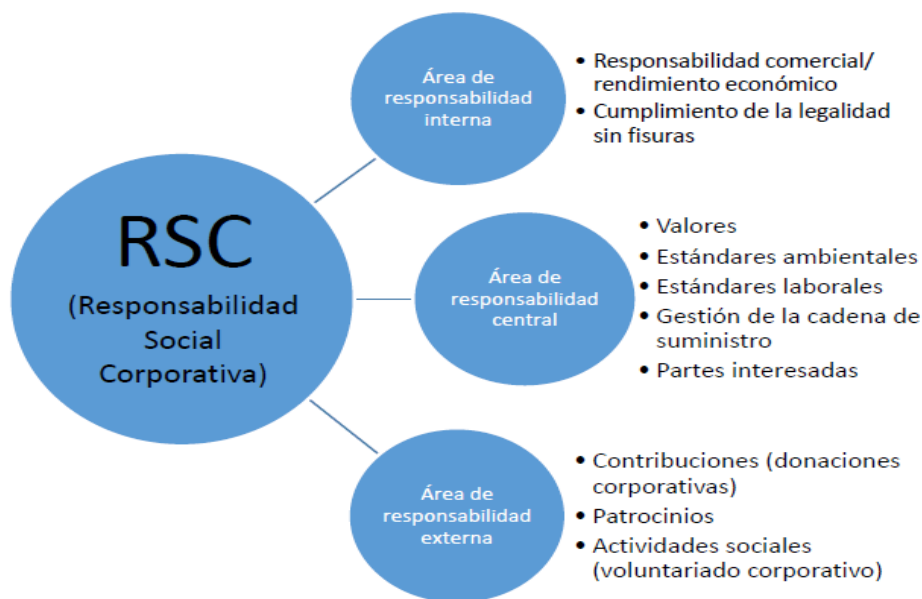 RSC
(Responsabilidad
Social
Corporativa)
Área de
responsabilidad
interna
• Responsabilidad comercial/
rendimiento económico
• Cumplimiento de la legalidad
sin fisuras
Área de
responsabilidad
central
• Valores
• Estándares ambientales
• Estándares laborales
• Gestión de la cadena de
suministro
• Partes interesadas
Área de
responsabilidad
externa
• Contribuciones (donaciones
corporativas)
• Patrocinios
• Actividades sociales
(voluntariado corporativo)